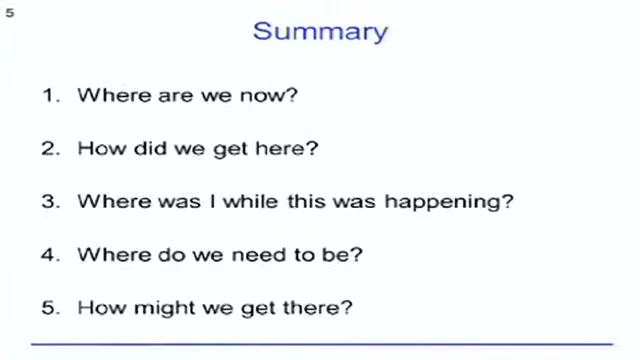 5
Summary
1. Where are we now?
2. How did we get here?
3. Where was I while this was happening?
4. Where do we need to be?
5. How might we get there?